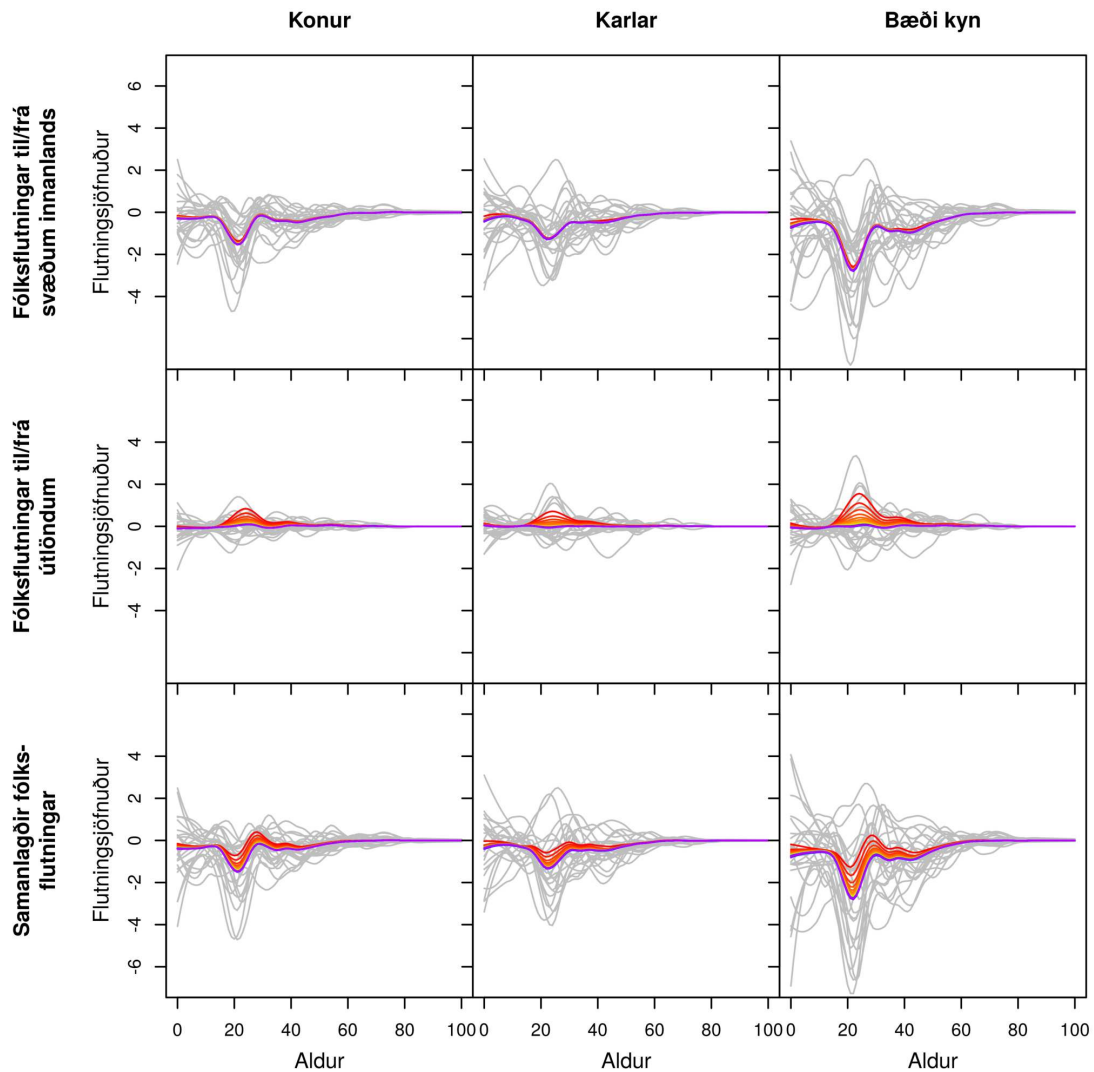 Konur
Karlar
Bæði kyn
Fólksflutningar til/frá
svæðum innanlands
Flutningsjöfnuður
6
4
2
0
-2
-4
Fólksflutningar til/frá
útlöndum
Flutningsjöfnuður
4
2
0
-2
-4
Samanlagðir fólks-
flutningar
Flutningsjöfnuður
4
2
0
-2
-4
-6
0 20 40 60 80 100
0 20 40 60 80 100
0 20 40 60 80 100
Aldur
Aldur
Aldur